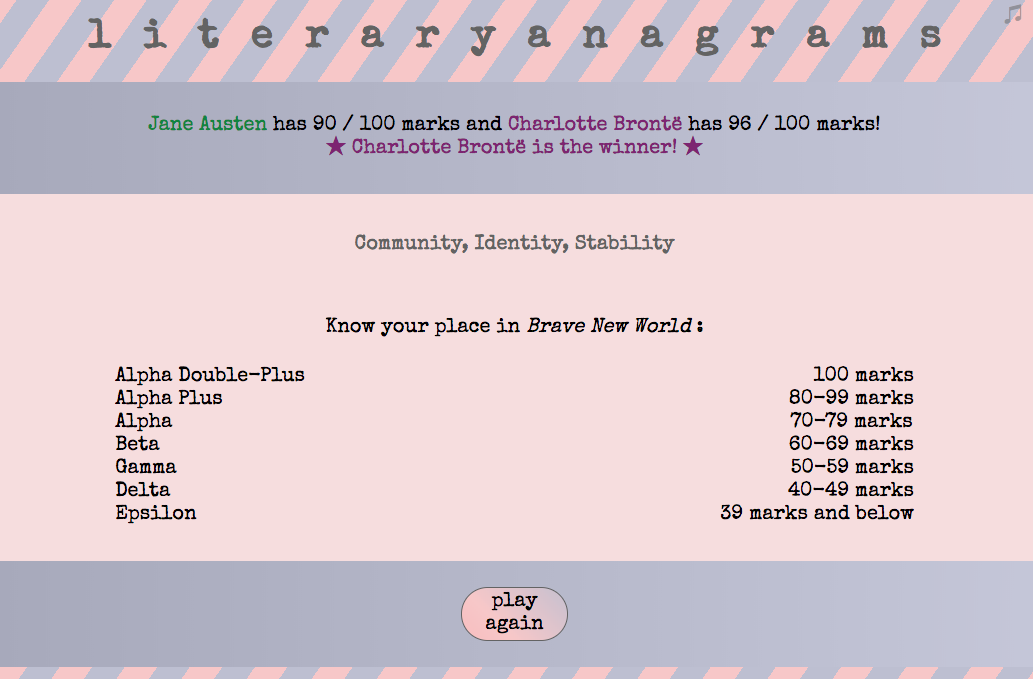 literaryanagrams
Jane Austen has 90 / 100 marks and Charlotte Brontë has 96 / 100 marks!
★ Charlotte Brontë is the winner! ★
Community, Identity, Stability
Know your place in Brave New World:
Alpha Double-Plus 100 marks
Alpha Plus 80-99 marks
Alpha 70-79 marks
Beta 60-69 marks
Gamma 50-59 marks
Delta 40-49 marks
Epsilon 39 marks and below
play
again